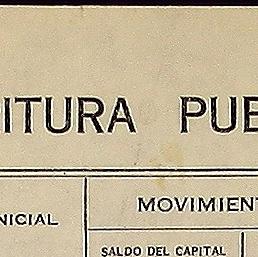 ITURA PUE
MOVIMIENT
NICIAL
SALDO DEL CAPITAL